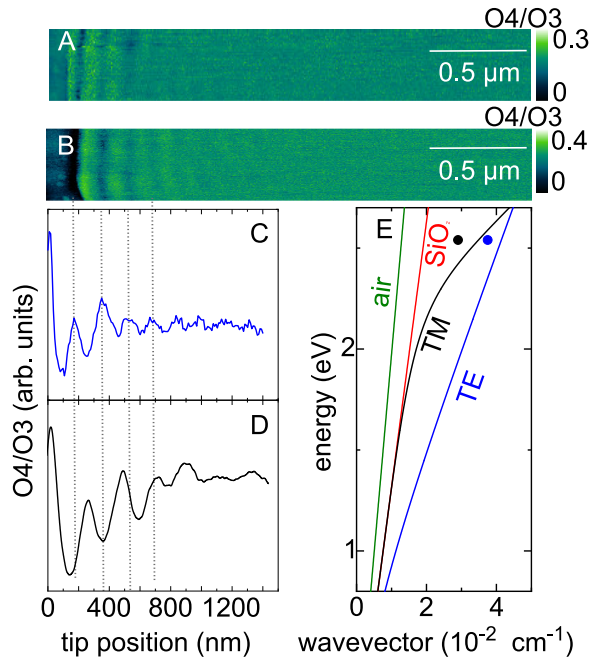 O4/O3
A
0.3
0.5 µm
0
O4/O3
B
0.4
0.5 µm
0
C
D
O4/O3 (arb. units)
0 400 800 1200
tip position (nm)
E
air
SiO₂
TM
TE
energy (eV)
2
1
0 2 4
wavevector (10⁻² cm⁻¹)